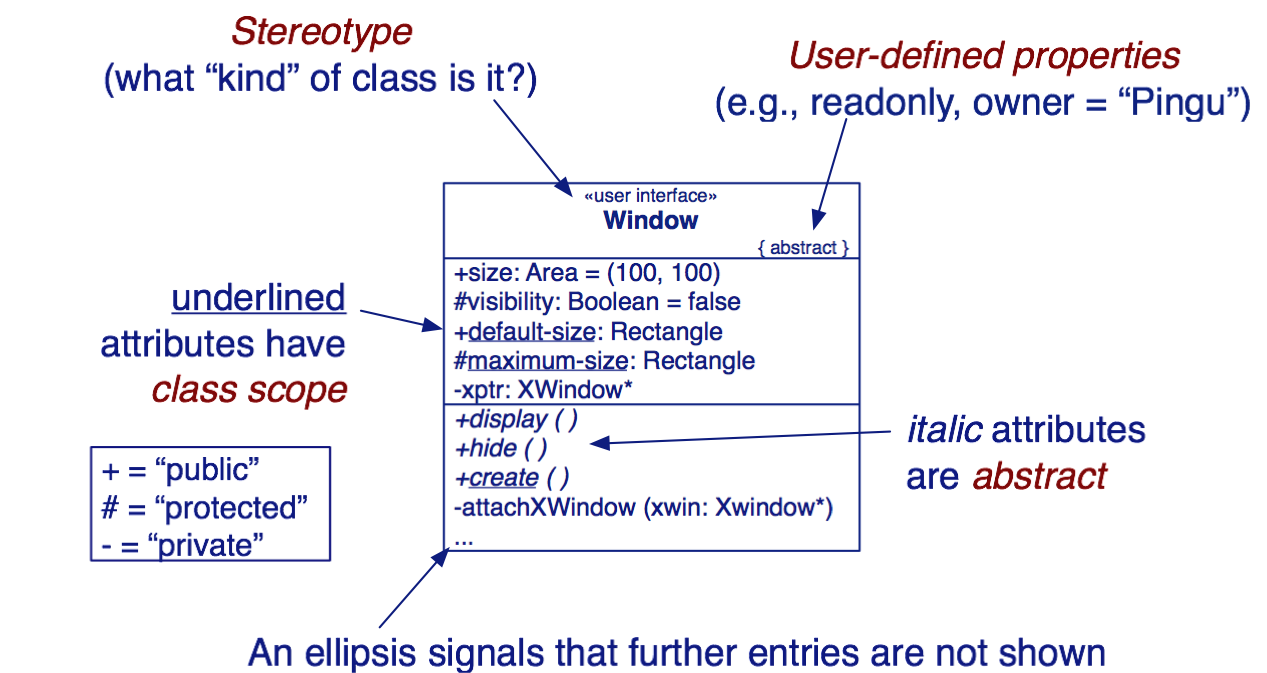 Stereotype
(what “kind” of class is it?)
User-defined properties
(e.g., readonly, owner = “Pingu”)
«user interface»
Window
{ abstract }
+size: Area = (100, 100)
#visibility: Boolean = false
+default-size: Rectangle
#maximum-size: Rectangle
-xptr: XWindow*
+display ( )
+hide ( )
+create ( )
-attachXWindow (xwin: Xwindow*)
...
underlined
attributes have
class scope
+ = “public”
# = “protected”
- = “private”
italic attributes
are abstract
An ellipsis signals that further entries are not shown